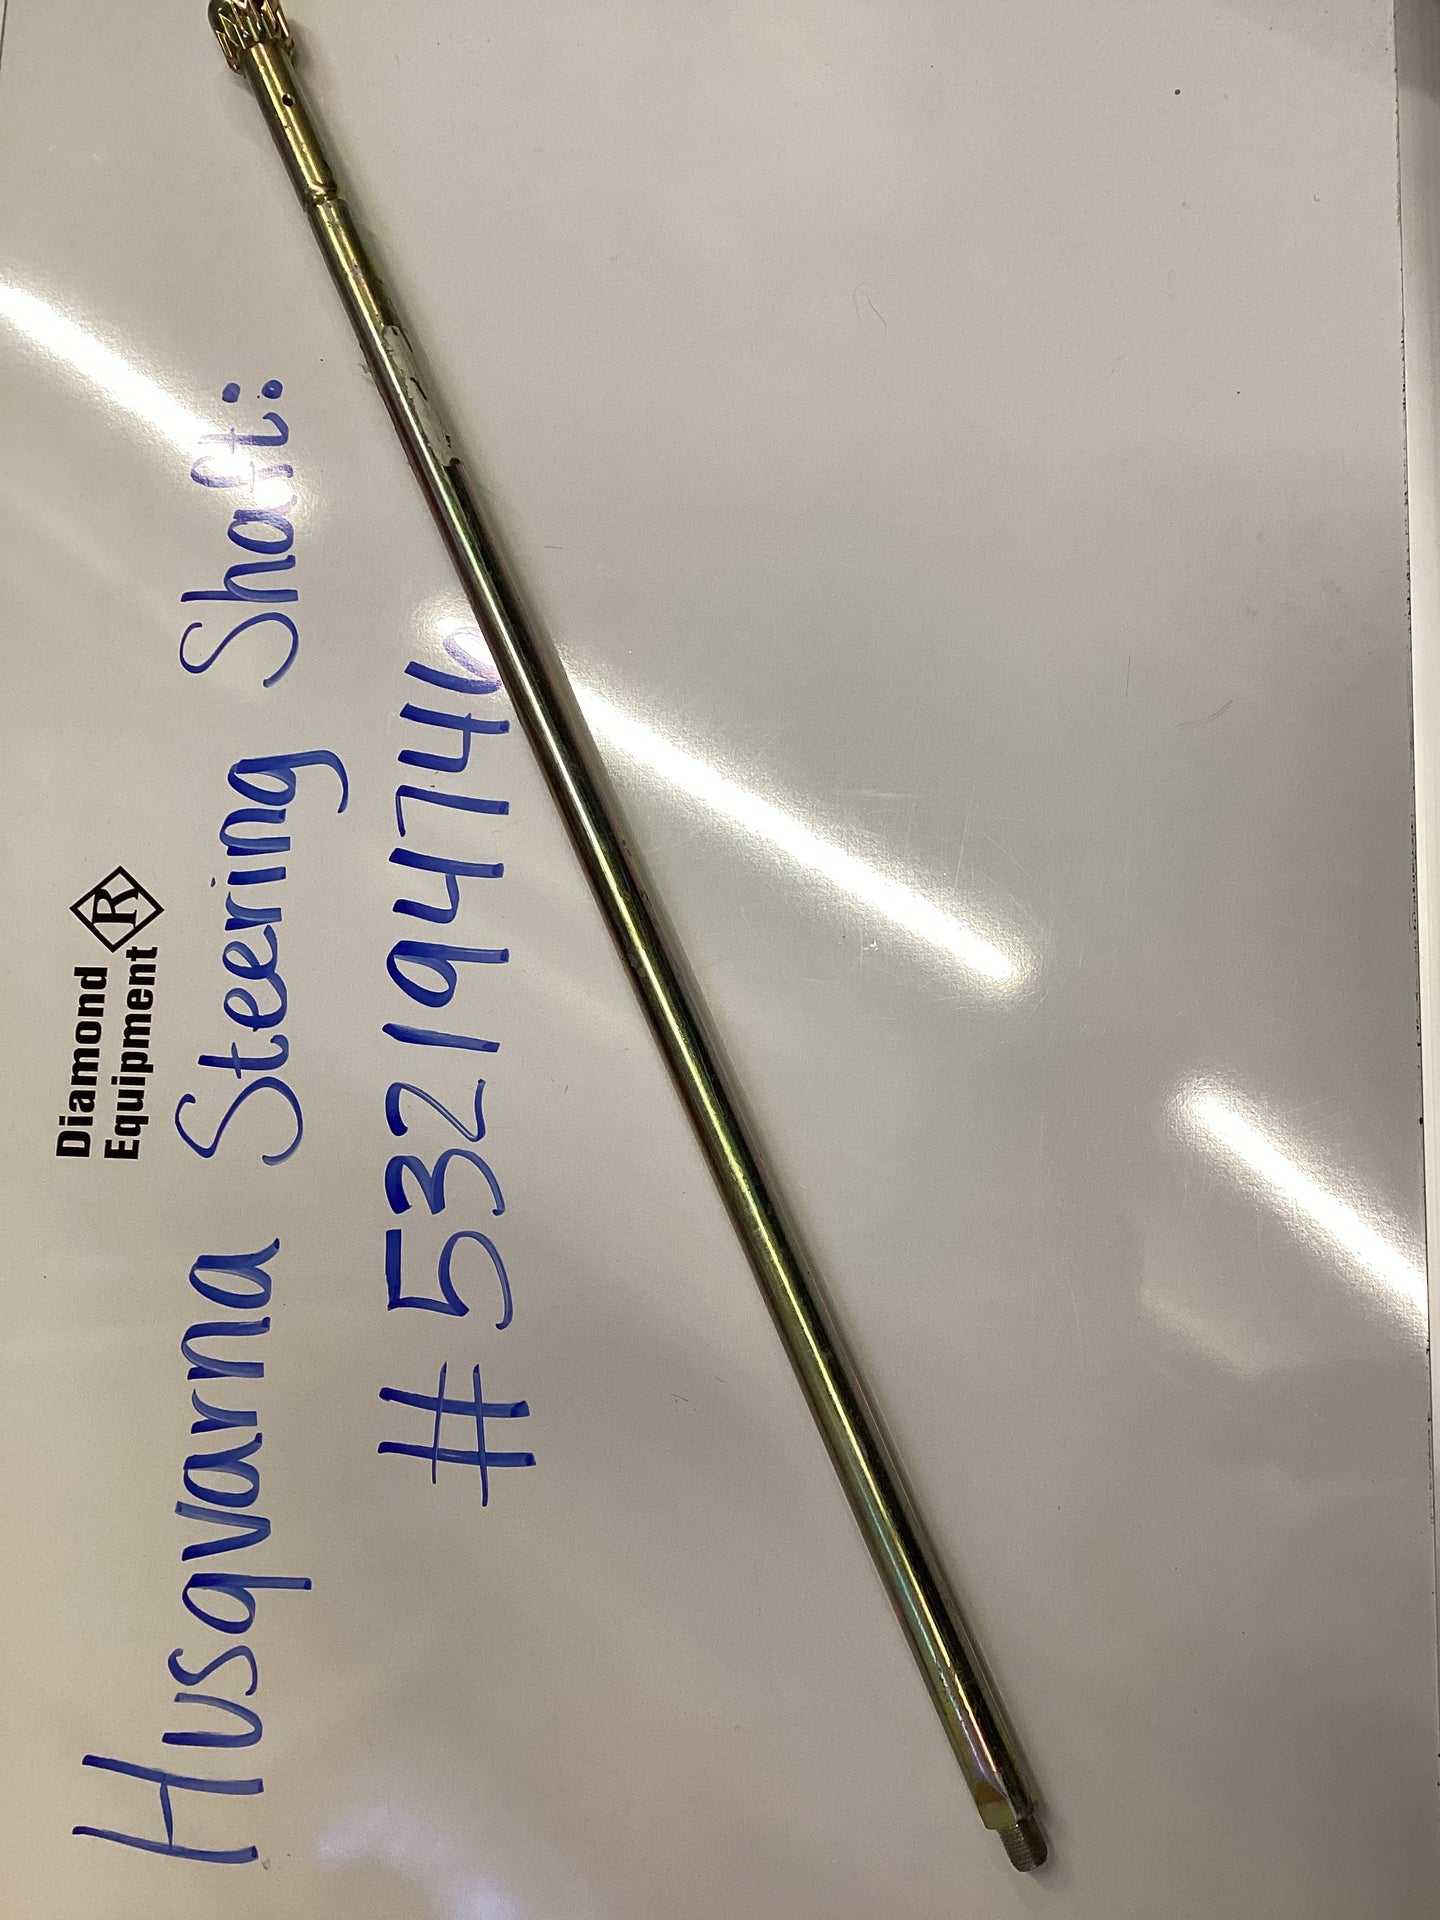 Diamond
Equipment
R
Husqvarna Steering Shaft:
#532194746